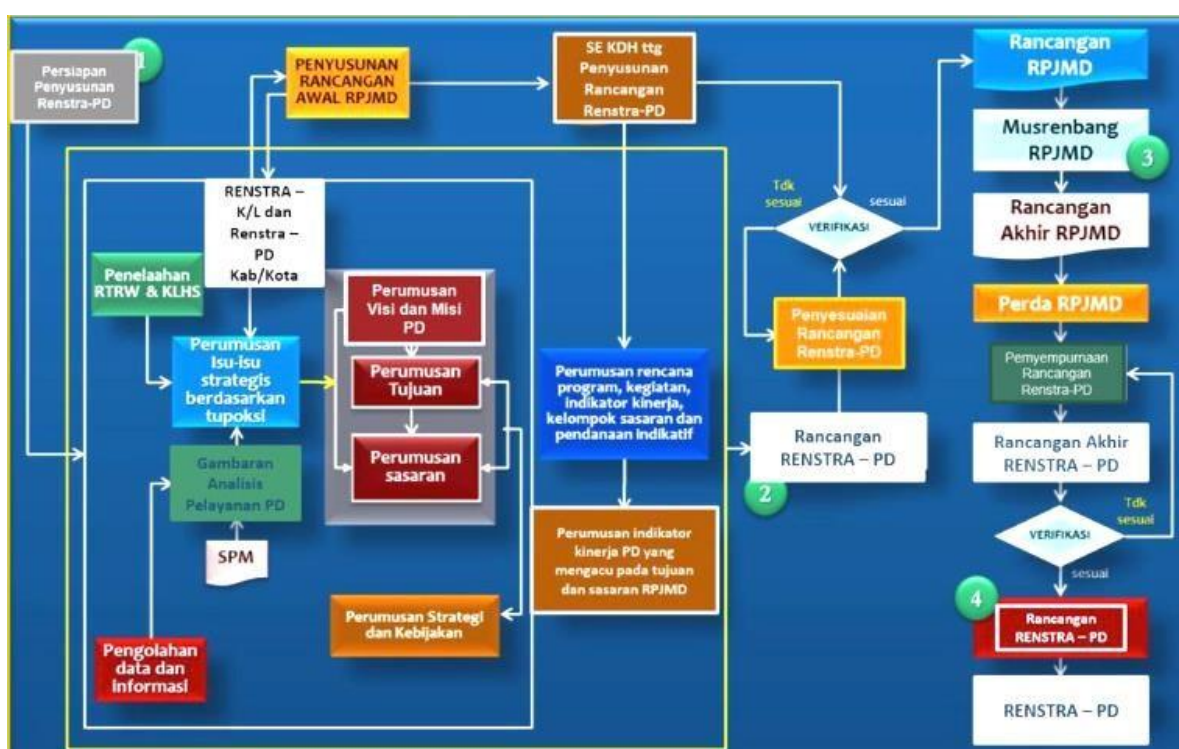 1
Persiapan
Penyusunan
Renstra-PD
PENYUSUNAN
RANCANGAN
AWAL RPJMD
SE KDH ttg
Penyusunan
Rancangan
Renstra-PD
Rancangan
RPJMD
Musrenbang
RPJMD
3
Rancangan
Akhir RPJMD
Perda RPJMD
Pemyempurnaan
Rancangan
Renstra-PD
Rancangan Akhir
RENSTRA – PD
Tdk
sesuai
VERIFIKASI
sesuai
4
Rancangan
RENSTRA – PD
RENSTRA – PD
RENSTRA –
K/L dan
Renstra –
PD
Kab/Kota
Penelaahan
RTRW & KLHS
Perumusan
Isu-isu
strategis
berdasarkan
tupoksi
Gambaran
Analisis
Pelayanan PD
SPM
Pengolahan
data dan
informasi
Perumusan
Visi dan Misi
PD
Perumusan
Tujuan
Perumusan
sasaran
Perumusan Strategi
dan Kebijakan
Perumusan rencana
program, kegiatan,
indikator kinerja,
kelompok sasaran dan
pendanaan indikatif
Perumusan indikator
kinerja PD yang
mengacu pada tujuan
dan sasaran RPJMD
Tdk
sesuai
sesuai
VERIFIKASI
Penyesuaian
Rancangan
Renstra-PD
Rancangan
RENSTRA – PD
2